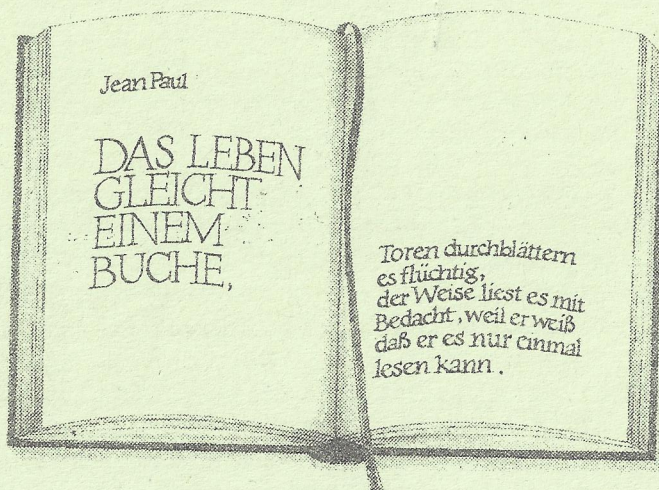 Jean Paul
DAS LEBEN
GLEICHT
EINEM
BUCHE,
Toren durchblättern
es flüchtig,
der Weise liest es mit
Bedacht, weil er weiß
daß er es nur einmal
lesen kann.